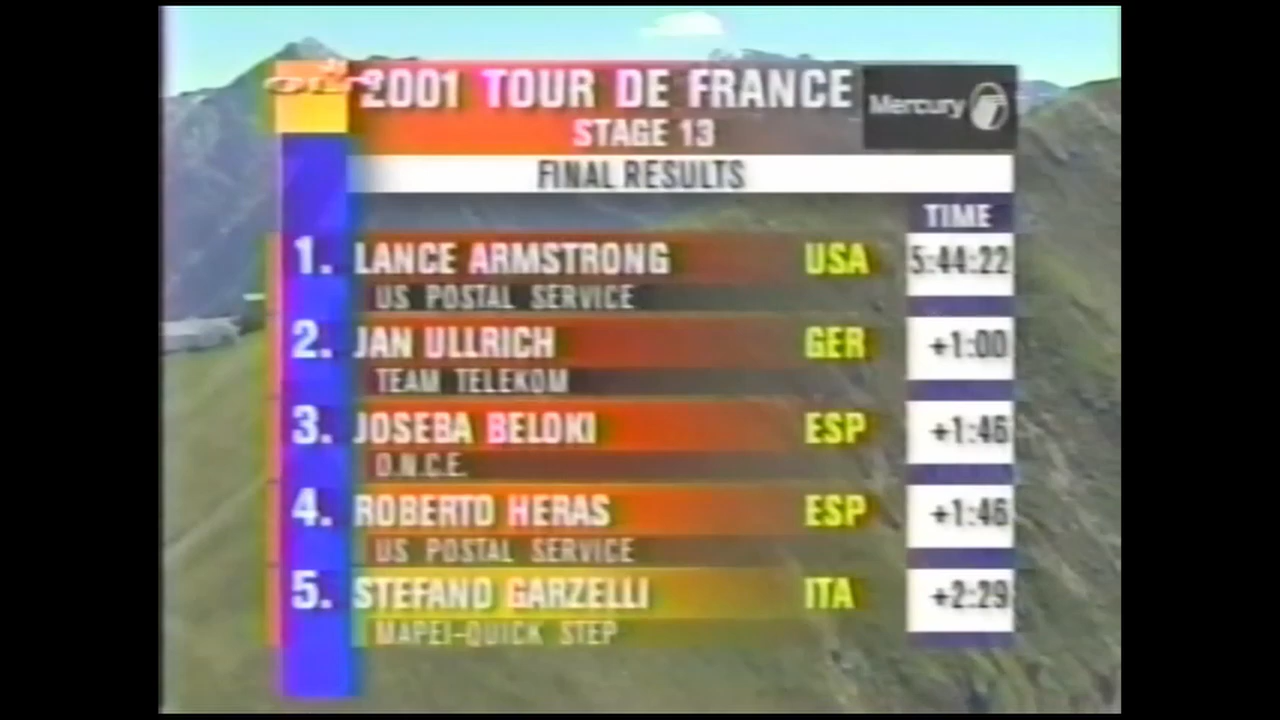 2001 TOUR DE FRANCE
Mercury
STAGE 13
FINAL RESULTS
TIME
1. LANCE ARMSTRONG USA 5:44:22
US POSTAL SERVICE
2. JAN ULLRICH GER +1:00
TEAM TELEKOM
3. JOSEBA BELOKI ESP +1:46
O.N.C.E.
4. ROBERTO HERAS ESP +1:46
US POSTAL SERVICE
5. STEFANO GARZELLI ITA +2:29
MAPEI-QUICK STEP